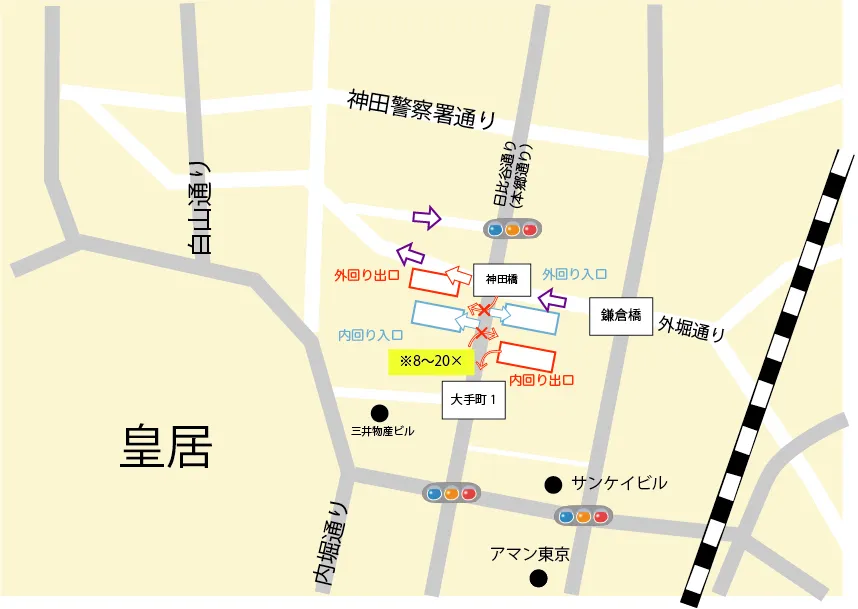 神田警察署通り
日比谷通り
(本郷通り)
白山通り
外回り出口
神田橋
外回り入口
鎌倉橋
外堀通り
内回り入口
※8〜20×
内回り出口
大手町1
三井物産ビル
皇居
サンケイビル
内堀通り
アマン東京